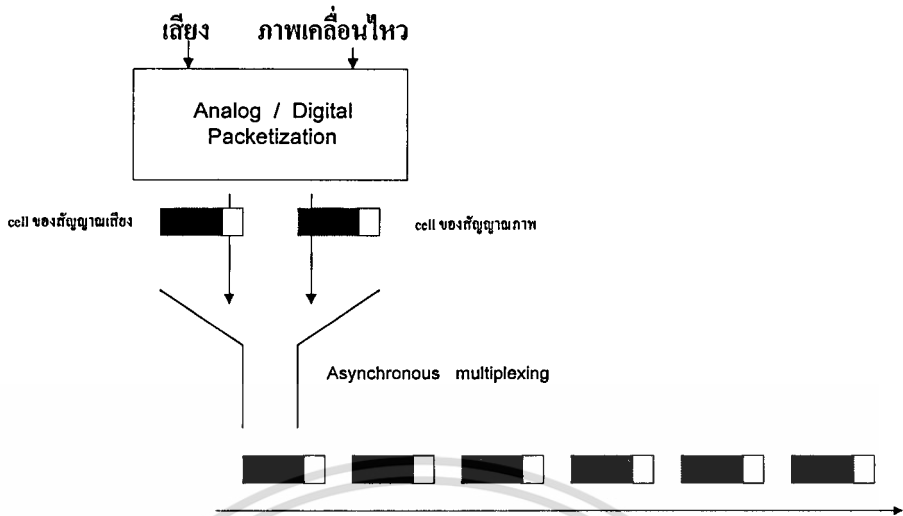 เสียง ภาพเคลื่อนไหว
Analog / Digital
Packetization
cell ของสัญญาณเสียง
cell ของสัญญาณภาพ
Asynchronous multiplexing